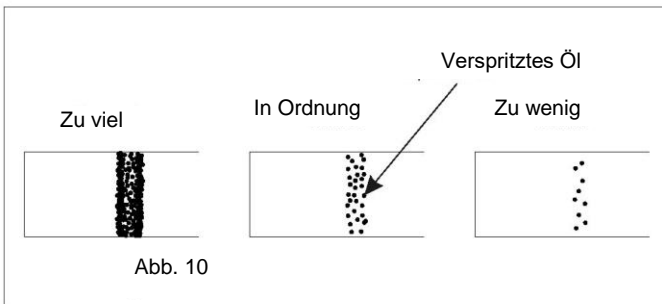 Verspritztes Öl
Zu viel
In Ordnung
Zu wenig
Abb. 10